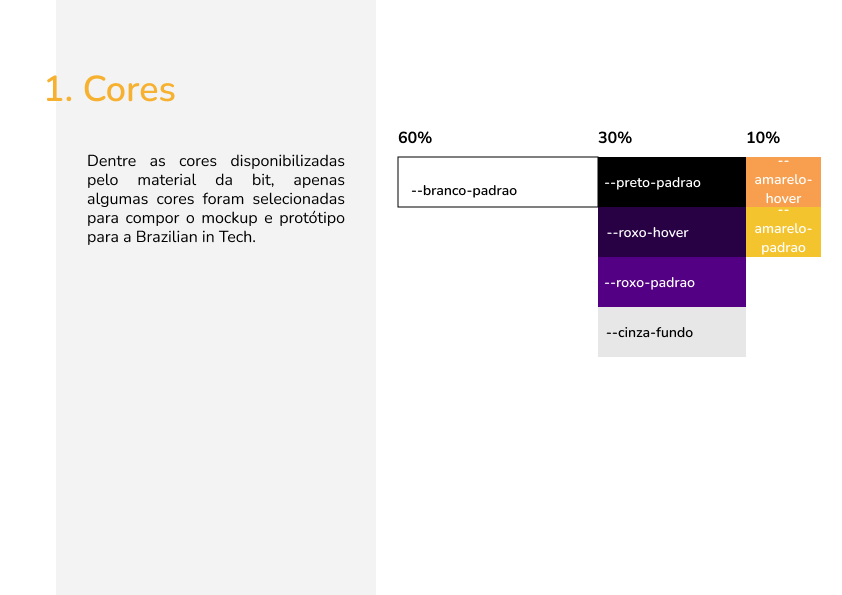 1. Cores
Dentre as cores disponibilizadas
pelo material da bit, apenas
algumas cores foram selecionadas
para compor o mockup e protótipo
para a Brazilian in Tech.
60%
30%
10%
--branco-padrao
--preto-padrao
--
amarelo-
hover
--roxo-hover
--
amarelo-
padrao
--roxo-padrao
--cinza-fundo